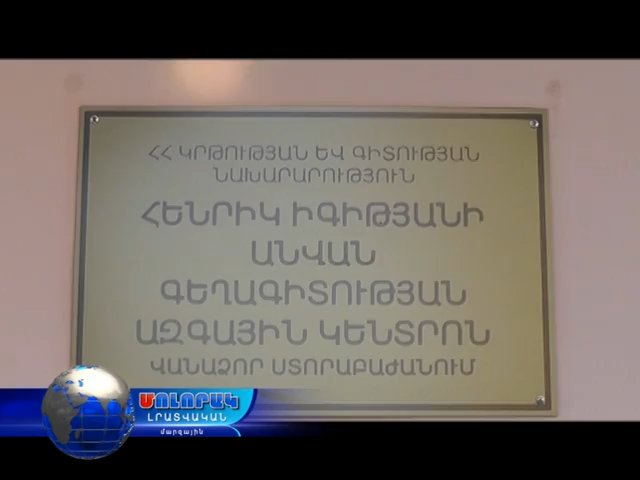 ՀՀ ԿՐԹՈՒԹՅԱՆ ԵՎ ԳԻՏՈՒԹՅԱՆ
ՆԱԽԱՐԱՐՈՒԹՅՈՒՆ
ՀԵՆՐԻԿ ԻԳԻԹՅԱՆԻ
ԱՆՎԱՆ
ԳԵՂԱԳԻՏՈՒԹՅԱՆ
ԱԶԳԱՅԻՆ ԿԵՆՏՐՈՆ
ՎԱՆԱՁՈՐ ՍՏՈՐԱԲԱԺԱՆՈՒՄ
ՄՈԼՈՐԱԿ
ԼՐԱՏՎԱԿԱՆ
մարզային